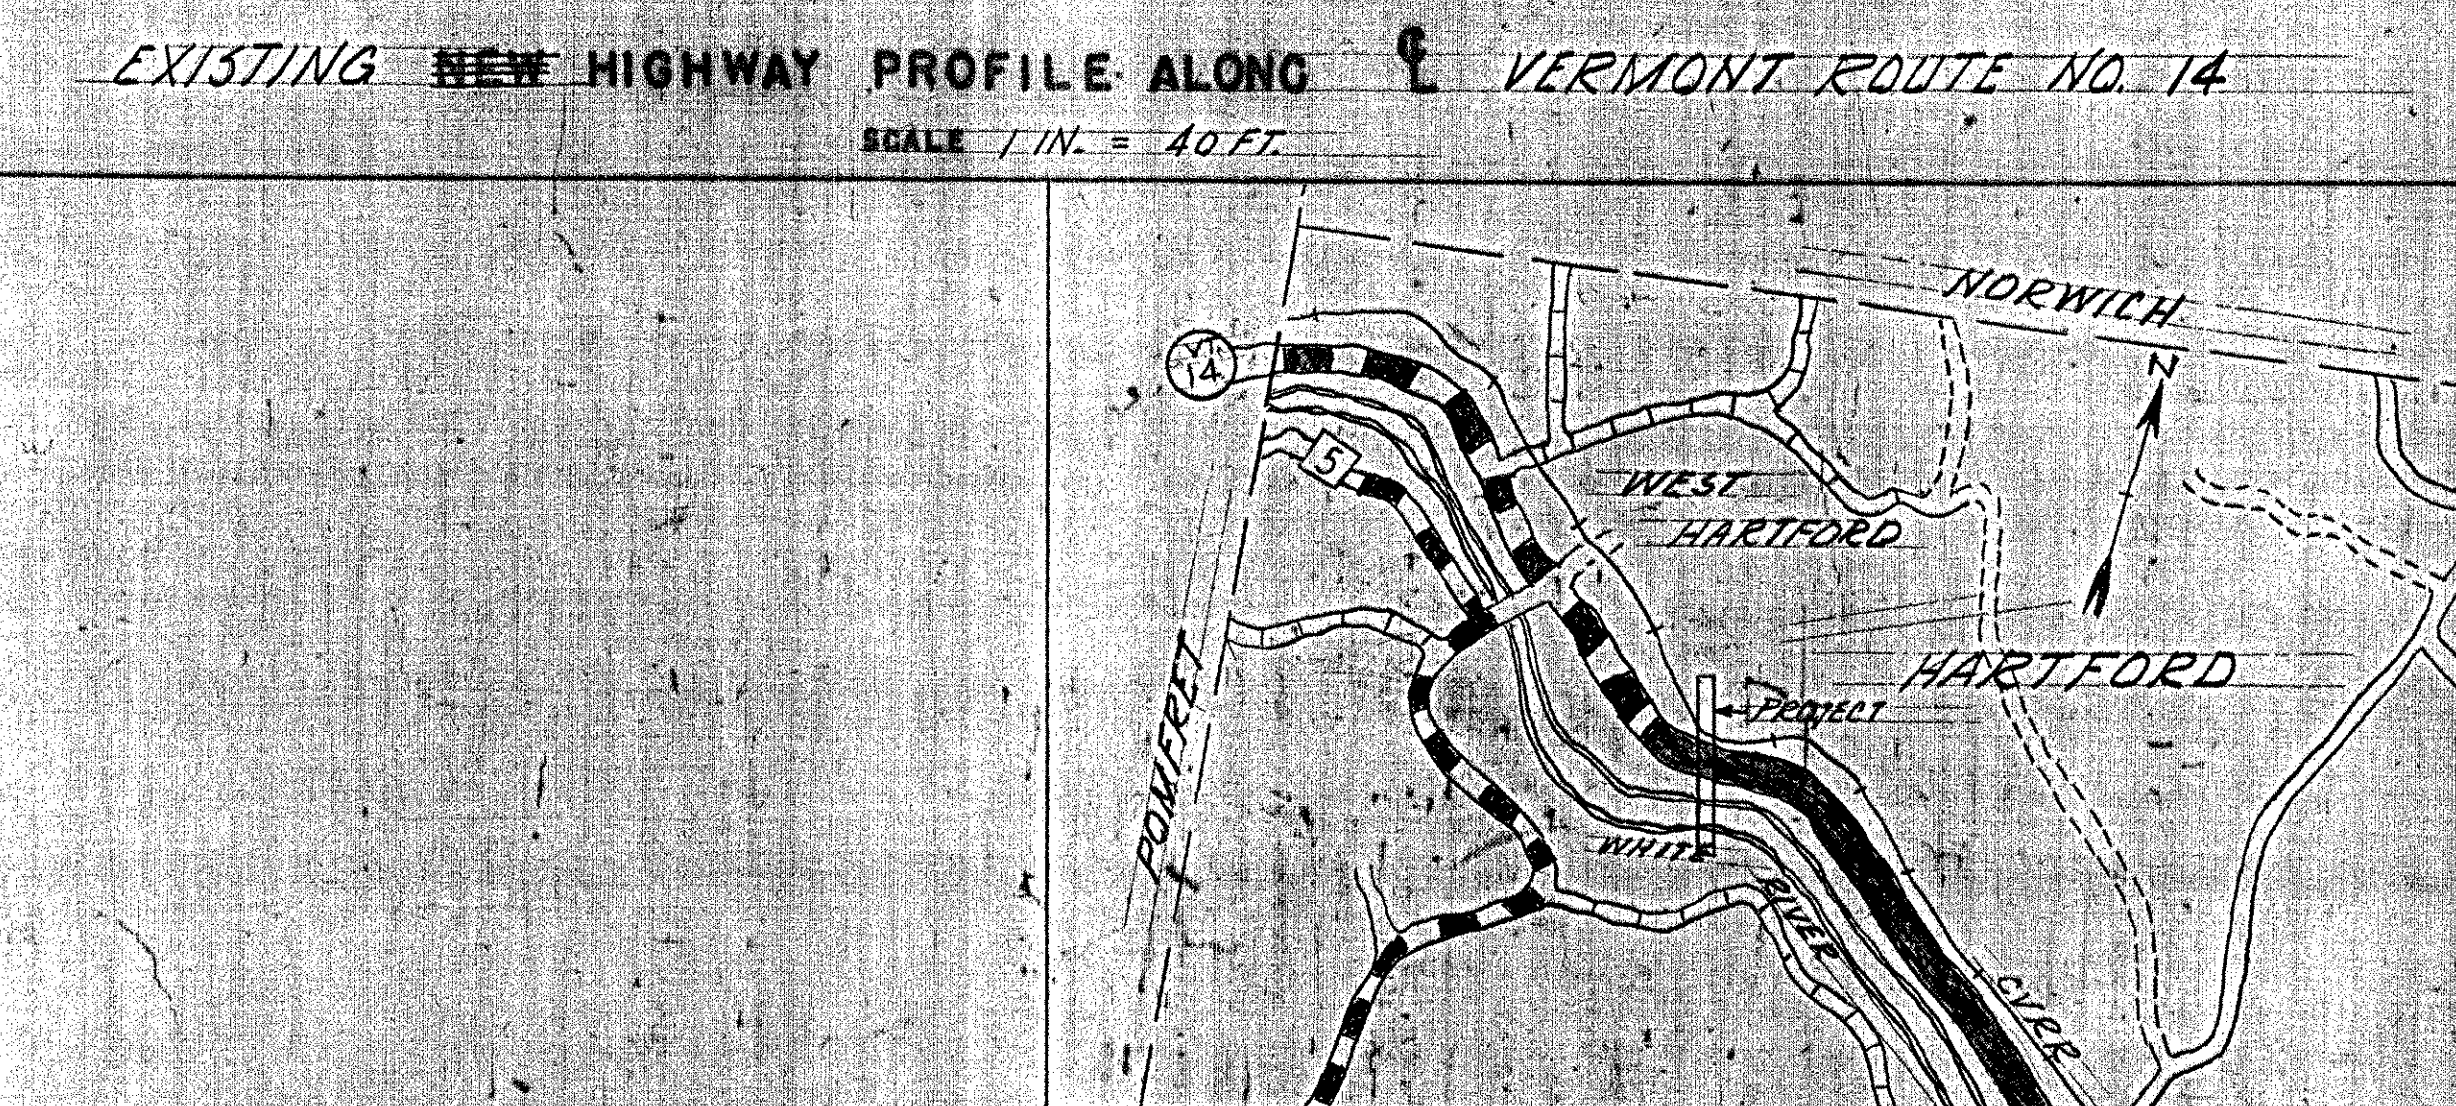 EXISTING NEW HIGHWAY PROFILE ALONG ℄ VERMONT ROUTE NO. 14
SCALE 1 IN. = 40 FT.
NORWICH
N
VT.
14
5
WEST
HARTFORD
HARTFORD
PROJECT
POMFRET
WHITE
RIVER
CVRR